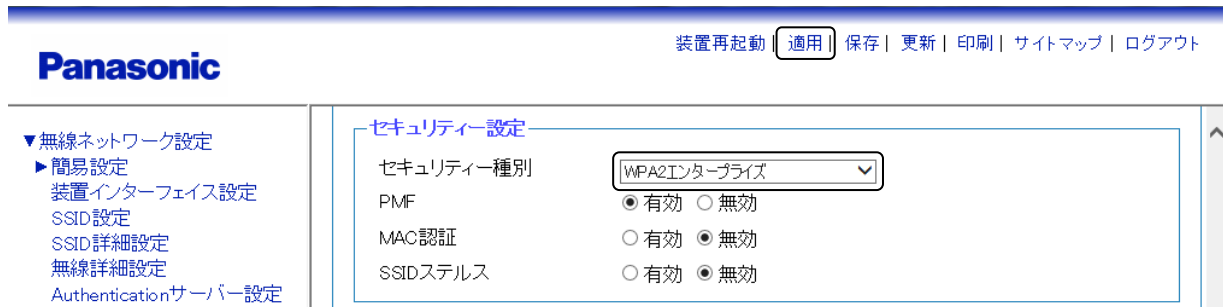 装置再起動 | 適用 | 保存 | 更新 | 印刷 | サイトマップ | ログアウト
Panasonic
▼無線ネットワーク設定
▶簡易設定
装置インターフェイス設定
SSID設定
SSID詳細設定
無線詳細設定
Authenticationサーバー設定
セキュリティー設定
セキュリティー種別 WPA2エンタープライズ
PMF 有効 無効
MAC認証 有効 無効
SSIDステルス 有効 無効